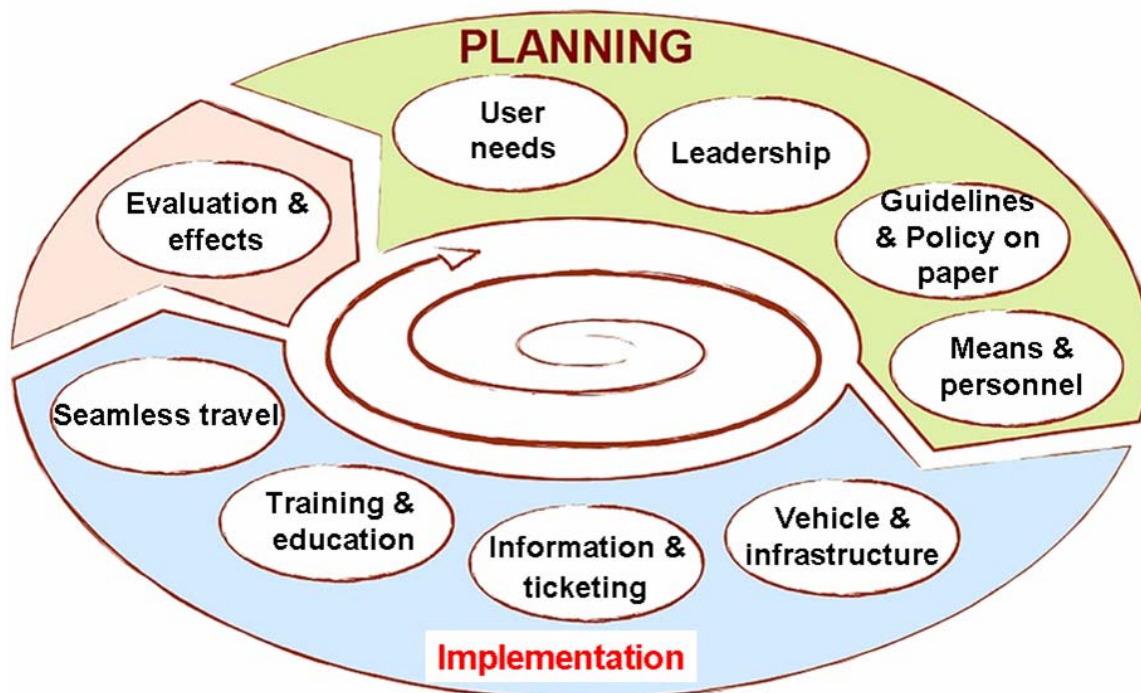 PLANNING
User
needs
Leadership
Guidelines
& Policy on
paper
Means &
personnel
Vehicle &
infrastructure
Information &
ticketing
Training &
education
Seamless travel
Evaluation &
effects
Implementation